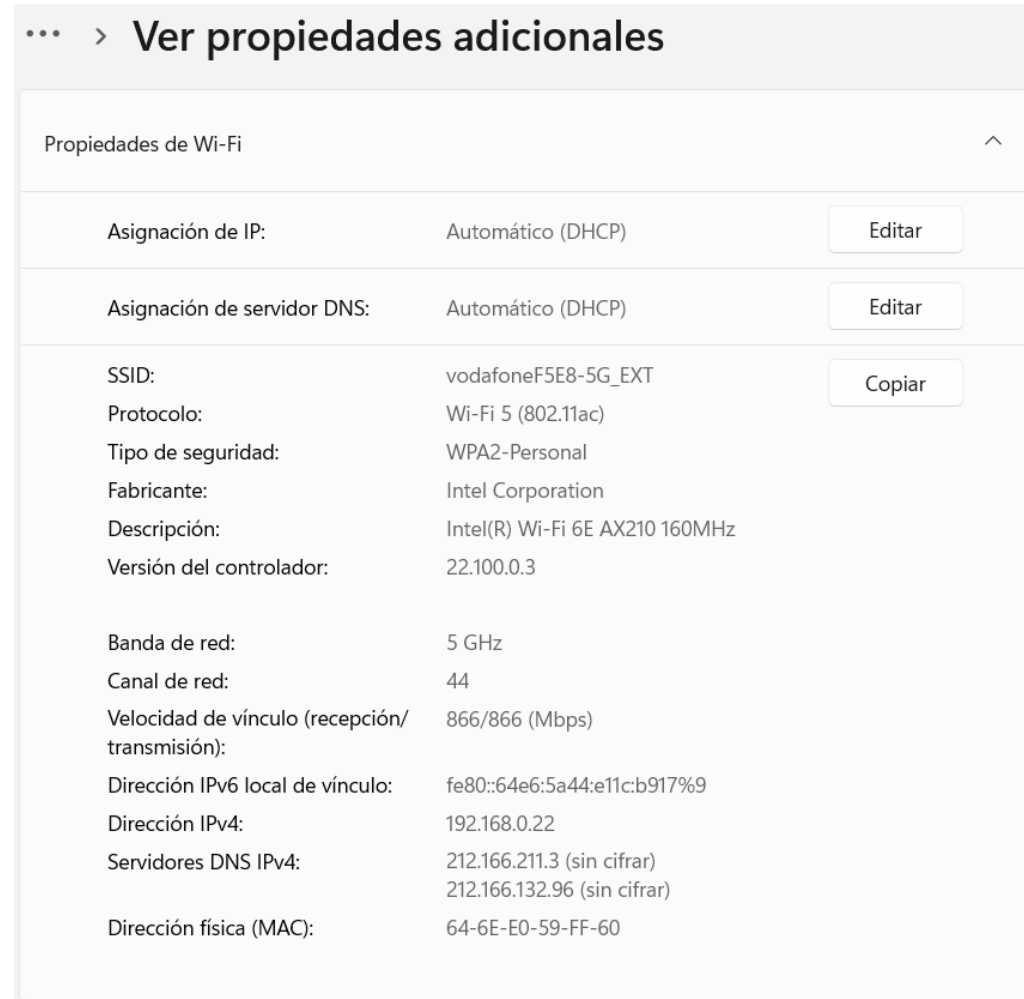 ... > Ver propiedades adicionales
Propiedades de Wi-Fi
Asignación de IP: Automático (DHCP) Editar
Asignación de servidor DNS: Automático (DHCP) Editar
SSID: vodafoneF5E8-5G_EXT Copiar
Protocolo: Wi-Fi 5 (802.11ac)
Tipo de seguridad: WPA2-Personal
Fabricante: Intel Corporation
Descripción: Intel(R) Wi-Fi 6E AX210 160MHz
Versión del controlador: 22.100.0.3
Banda de red: 5 GHz
Canal de red: 44
Velocidad de vínculo (recepción/ 866/866 (Mbps)
transmisión):
Dirección IPv6 local de vínculo: fe80::64e6:5a44:e11c:b917%9
Dirección IPv4: 192.168.0.22
Servidores DNS IPv4: 212.166.211.3 (sin cifrar)
212.166.132.96 (sin cifrar)
Dirección física (MAC): 64-6E-E0-59-FF-60